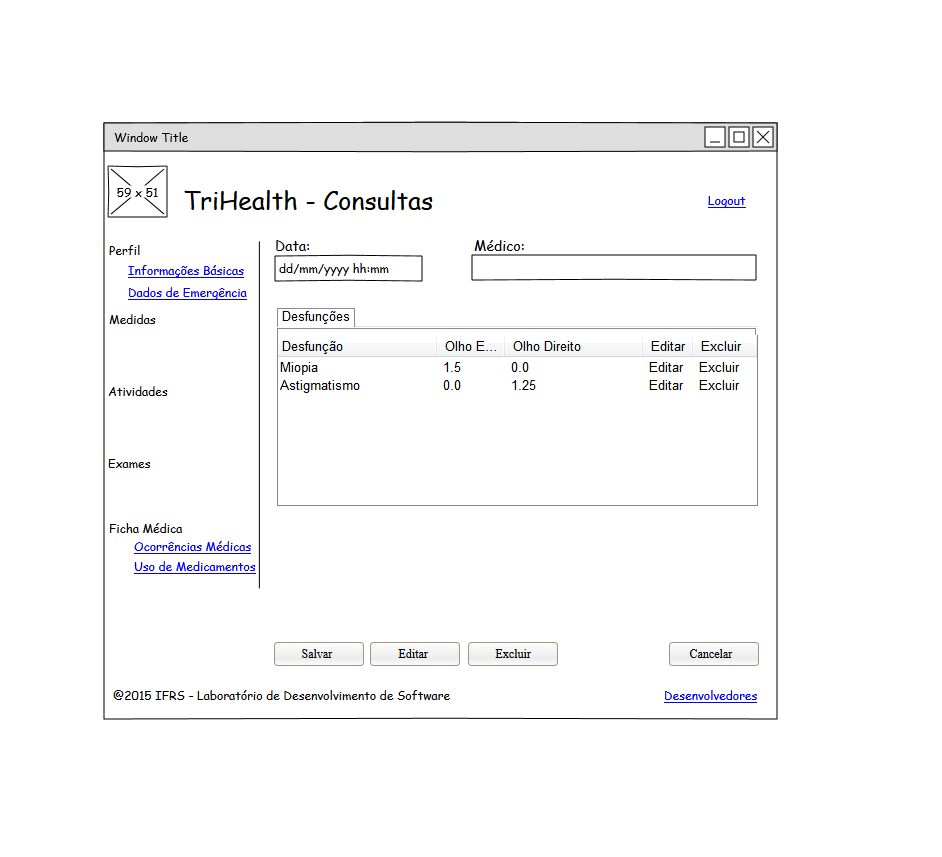 Window Title
59 x 51
TriHealth - Consultas
Logout
Perfil
Informações Básicas
Dados de Emergência
Medidas
Atividades
Exames
Ficha Médica
Ocorrências Médicas
Uso de Medicamentos
Data:
Médico:
dd/mm/yyyy hh:mm
Desfunções
Desfunção Olho E... Olho Direito Editar Excluir
Miopia 1.5 0.0 Editar Excluir
Astigmatismo 0.0 1.25 Editar Excluir
Salvar Editar Excluir Cancelar
@2015 IFRS - Laboratório de Desenvolvimento de Software
Desenvolvedores